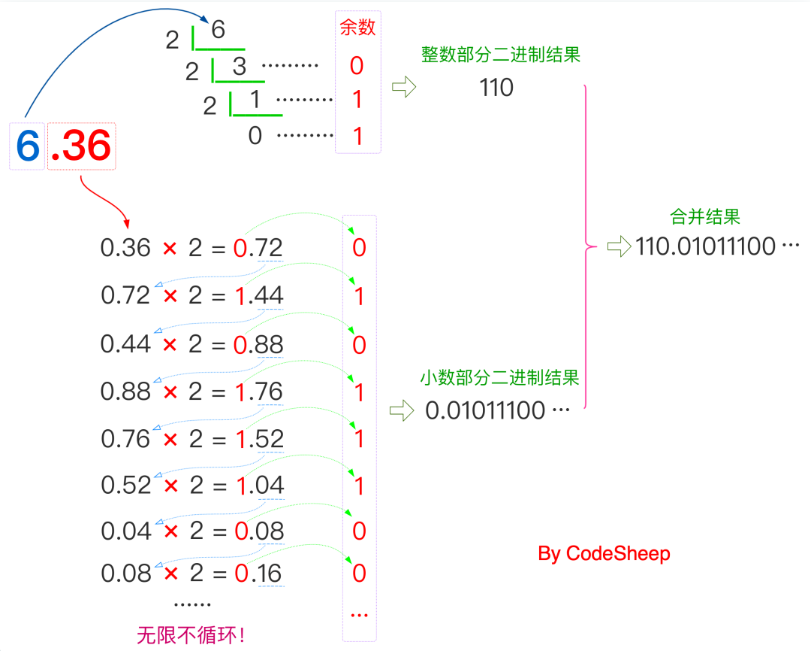 余数
2 6
2 3 ⋯⋯⋯ 0
2 1 ⋯⋯⋯ 1
0 ⋯⋯⋯ 1
整数部分二进制结果
110
6.36
0.36 × 2 = 0.72 0
0.72 × 2 = 1.44 1
0.44 × 2 = 0.88 0
0.88 × 2 = 1.76 1
0.76 × 2 = 1.52 1
0.52 × 2 = 1.04 1
0.04 × 2 = 0.08 0
0.08 × 2 = 0.16 0
⋯⋯ ⋯
无限不循环!
小数部分二进制结果
0.01011100 ⋯
合并结果
110.01011100 ⋯
By CodeSheep